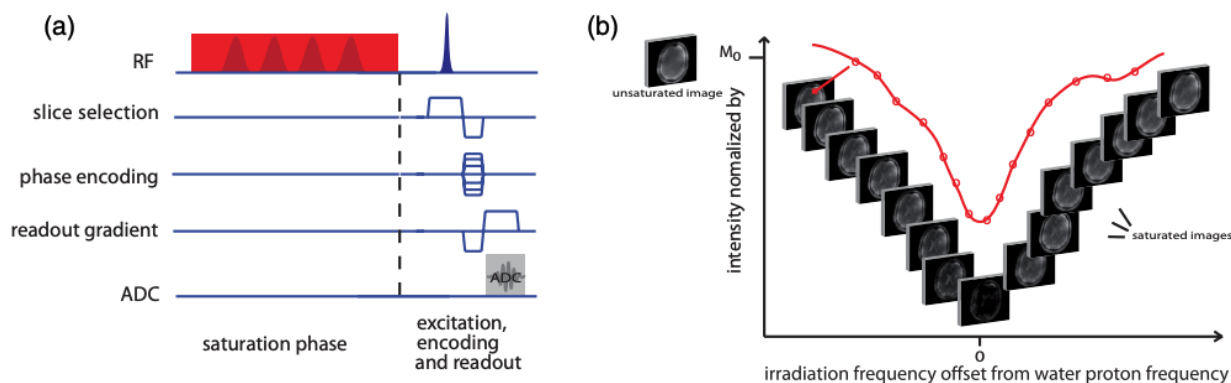 (a)
RF
slice selection
phase encoding
readout gradient
ADC
ADC
saturation phase
excitation,
encoding
and readout
(b)
unsaturated image
M0
intensity nomalized by
saturated images
0
irradiation frequency offset from water proton frequency